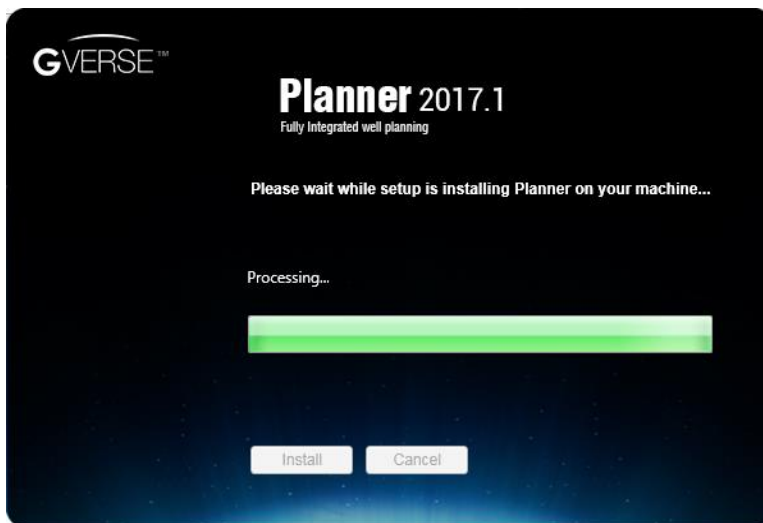 GVERSE™
Planner 2017.1
Fully Integrated well planning
Please wait while setup is installing Planner on your machine...
Processing...
Install Cancel